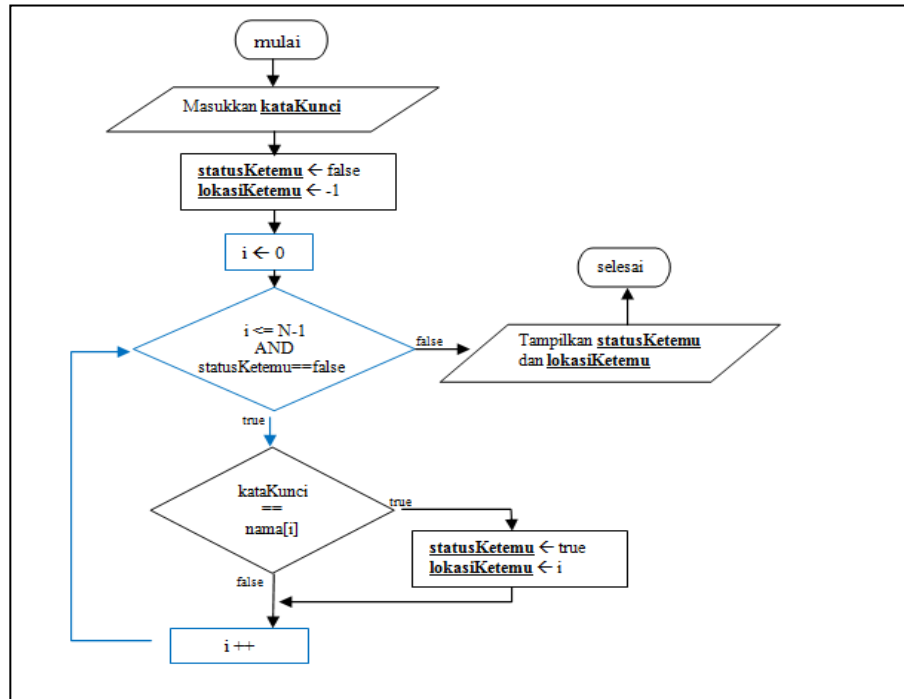 mulai
Masukkan kataKunci
statusKetemu ← false
lokasiKetemu ← -1
i ← 0
i <= N-1
AND
statusKetemu==false
false
Tampilkan statusKetemu
dan lokasiKetemu
selesai
true
kataKunci
==
nama[i]
true
statusKetemu ← true
lokasiKetemu ← i
false
i ++